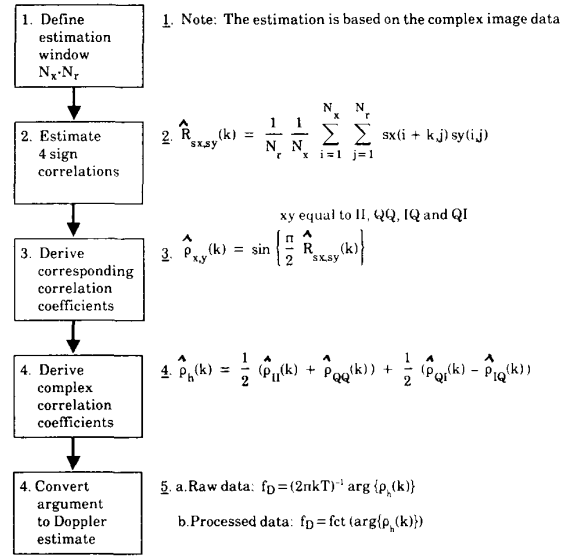 1. Define
estimation
window
Nx·Nr
1. Note: The estimation is based on the complex image data
2. Estimate
4 sign
correlations
2. R̂sx,sy(k) = 1/Nr 1/Nx Σ(i=1 to Nx) Σ(j=1 to Nr) sx(i + k,j) sy(i,j)
xy equal to II, QQ, IQ and QI
3. Derive
corresponding
correlation
coefficients
3. ρ̂x,y(k) = sin { π/2 R̂sx,sy(k) }
4. Derive
complex
correlation
coefficients
4. ρ̂h(k) = 1/2 (ρ̂II(k) + ρ̂QQ(k)) + 1/2 (ρ̂QI(k) – ρ̂IQ(k))
4. Convert
argument
to Doppler
estimate
5. a.Raw data: fD = (2πkT)⁻¹ arg {ρh(k)}
b.Processed data: fD = fct (arg{ρh(k)})